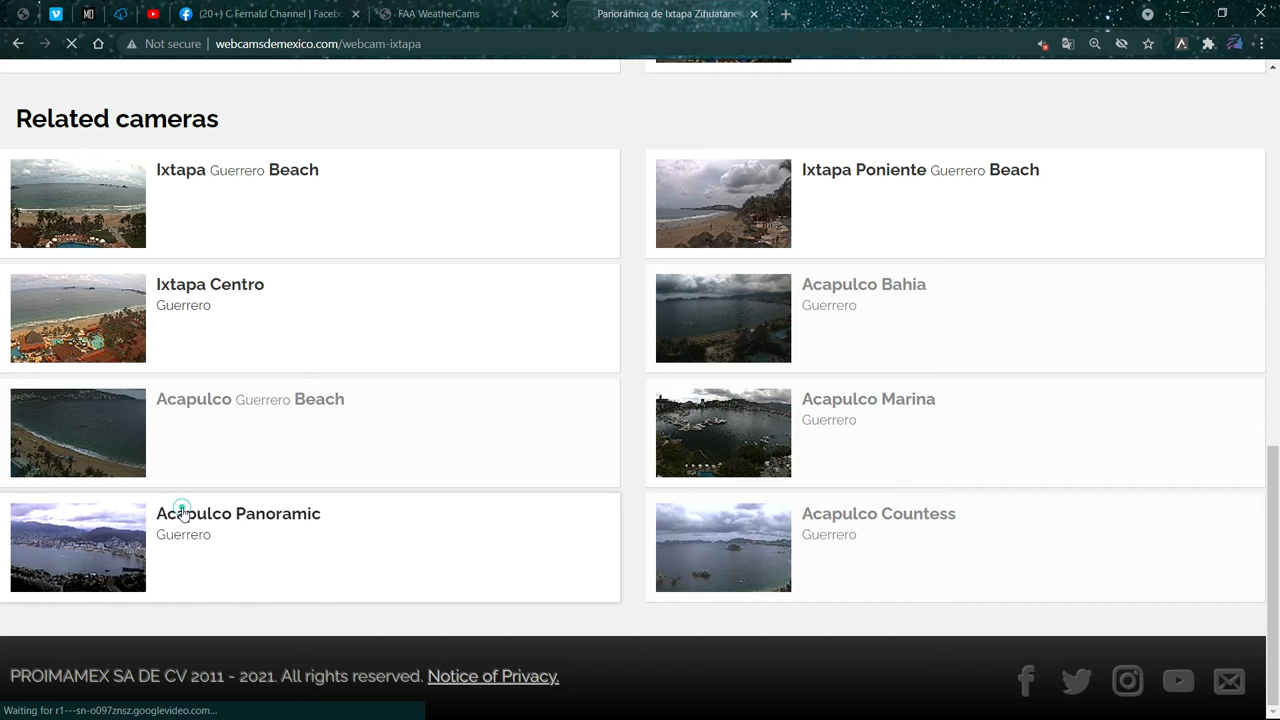 (20+) C Fernald Channel | Faceb
FAA WeatherCams
Panorámica de Ixtapa Zihuatane
Not secure | webcamsdemexico.com/webcam-ixtapa
Related cameras
Ixtapa Guerrero Beach
Ixtapa Poniente Guerrero Beach
Ixtapa Centro
Guerrero
Acapulco Bahia
Guerrero
Acapulco Guerrero Beach
Acapulco Marina
Guerrero
Acapulco Panoramic
Guerrero
Acapulco Countess
Guerrero
PROIMAMEX SA DE CV 2011 - 2021. All rights reserved. Notice of Privacy.
Waiting for r1---sn-o097znsz.googlevideo.com...